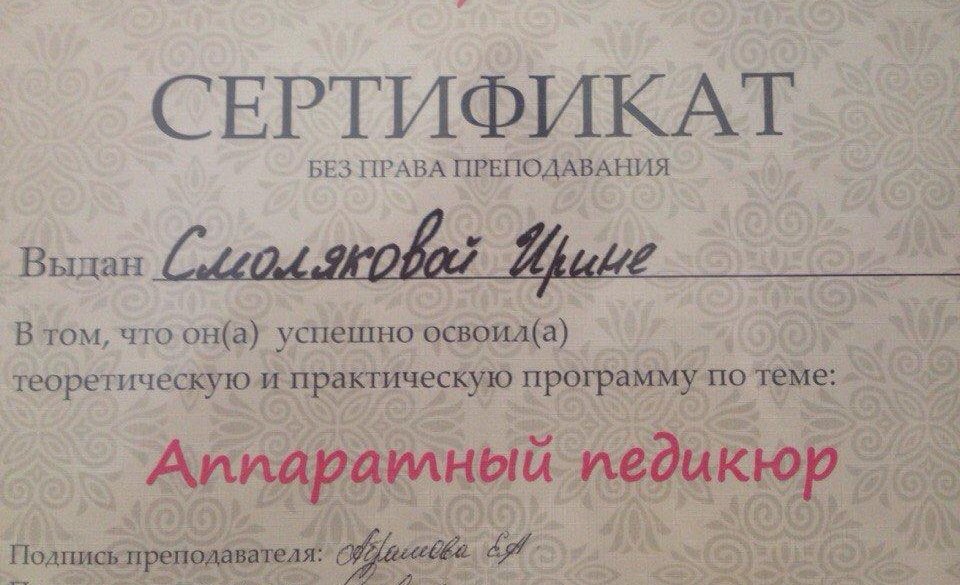 СЕРТИФИКАТ
БЕЗ ПРАВА ПРЕПОДАВАНИЯ
Выдан Смоляковой Ирине
В том, что он(а) успешно освоил(а)
теоретическую и практическую программу по теме:
Аппаратный педикюр
Подпись преподавателя: Е.А